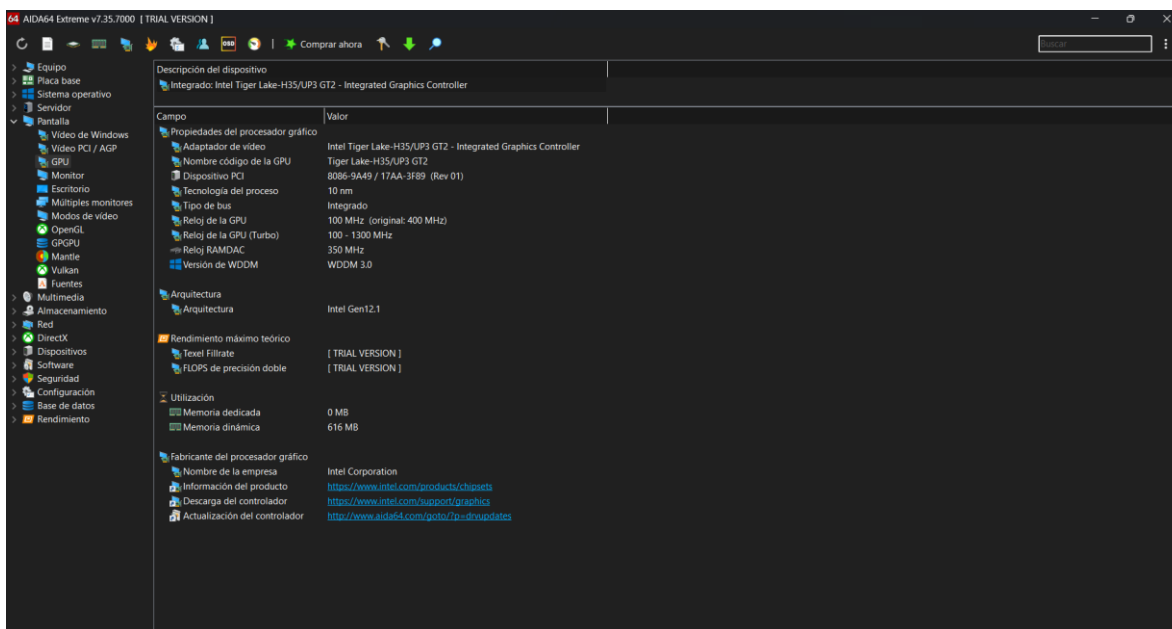 64 AIDA64 Extreme v7.35.7000 [ TRIAL VERSION ]
OSD Comprar ahora Buscar
Equipo
Placa base
Sistema operativo
Servidor
Pantalla
Vídeo de Windows
Vídeo PCI / AGP
GPU
Monitor
Escritorio
Múltiples monitores
Modos de vídeo
OpenGL
GPGPU
Mantle
Vulkan
Fuentes
Multimedia
Almacenamiento
Red
DirectX
Dispositivos
Software
Seguridad
Configuración
Base de datos
Rendimiento
Descripción del dispositivo
Integrado: Intel Tiger Lake-H35/UP3 GT2 - Integrated Graphics Controller
Campo Valor
Propiedades del procesador gráfico
Adaptador de vídeo Intel Tiger Lake-H35/UP3 GT2 - Integrated Graphics Controller
Nombre código de la GPU Tiger Lake-H35/UP3 GT2
Dispositivo PCI 8086-9A49 / 17AA-3F89 (Rev 01)
Tecnología del proceso 10 nm
Tipo de bus Integrado
Reloj de la GPU 100 MHz (original: 400 MHz)
Reloj de la GPU (Turbo) 100 - 1300 MHz
Reloj RAMDAC 350 MHz
Versión de WDDM WDDM 3.0
Arquitectura
Arquitectura Intel Gen12.1
Rendimiento máximo teórico
Texel Fillrate [ TRIAL VERSION ]
FLOPS de precisión doble [ TRIAL VERSION ]
Utilización
Memoria dedicada 0 MB
Memoria dinámica 616 MB
Fabricante del procesador gráfico
Nombre de la empresa Intel Corporation
Información del producto https://www.intel.com/products/chipsets
Descarga del controlador https://www.intel.com/support/graphics
Actualización del controlador http://www.aida64.com/goto/?p=drvupdates